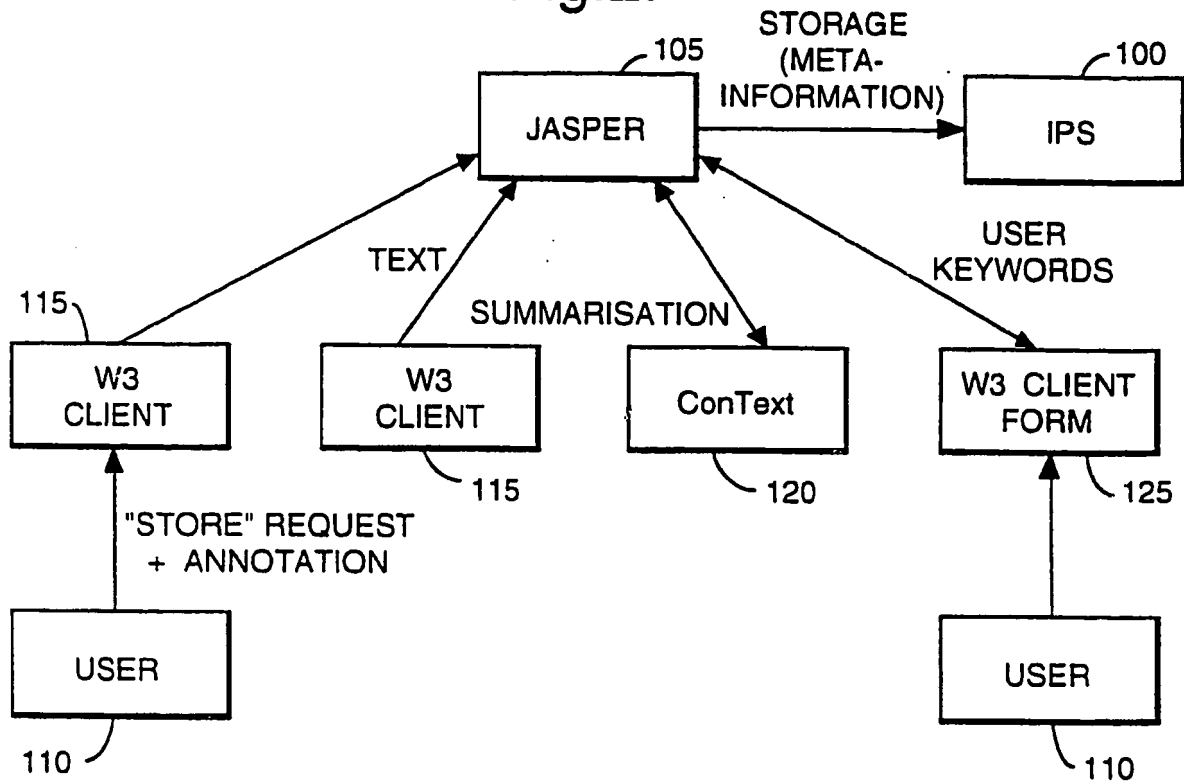 STORAGE
(META-
INFORMATION)
105
100
JASPER
IPS
TEXT
USER
KEYWORDS
SUMMARISATION
115
W3
CLIENT
W3
CLIENT
ConText
W3 CLIENT
FORM
115
120
125
"STORE" REQUEST
+ ANNOTATION
USER
USER
110
110